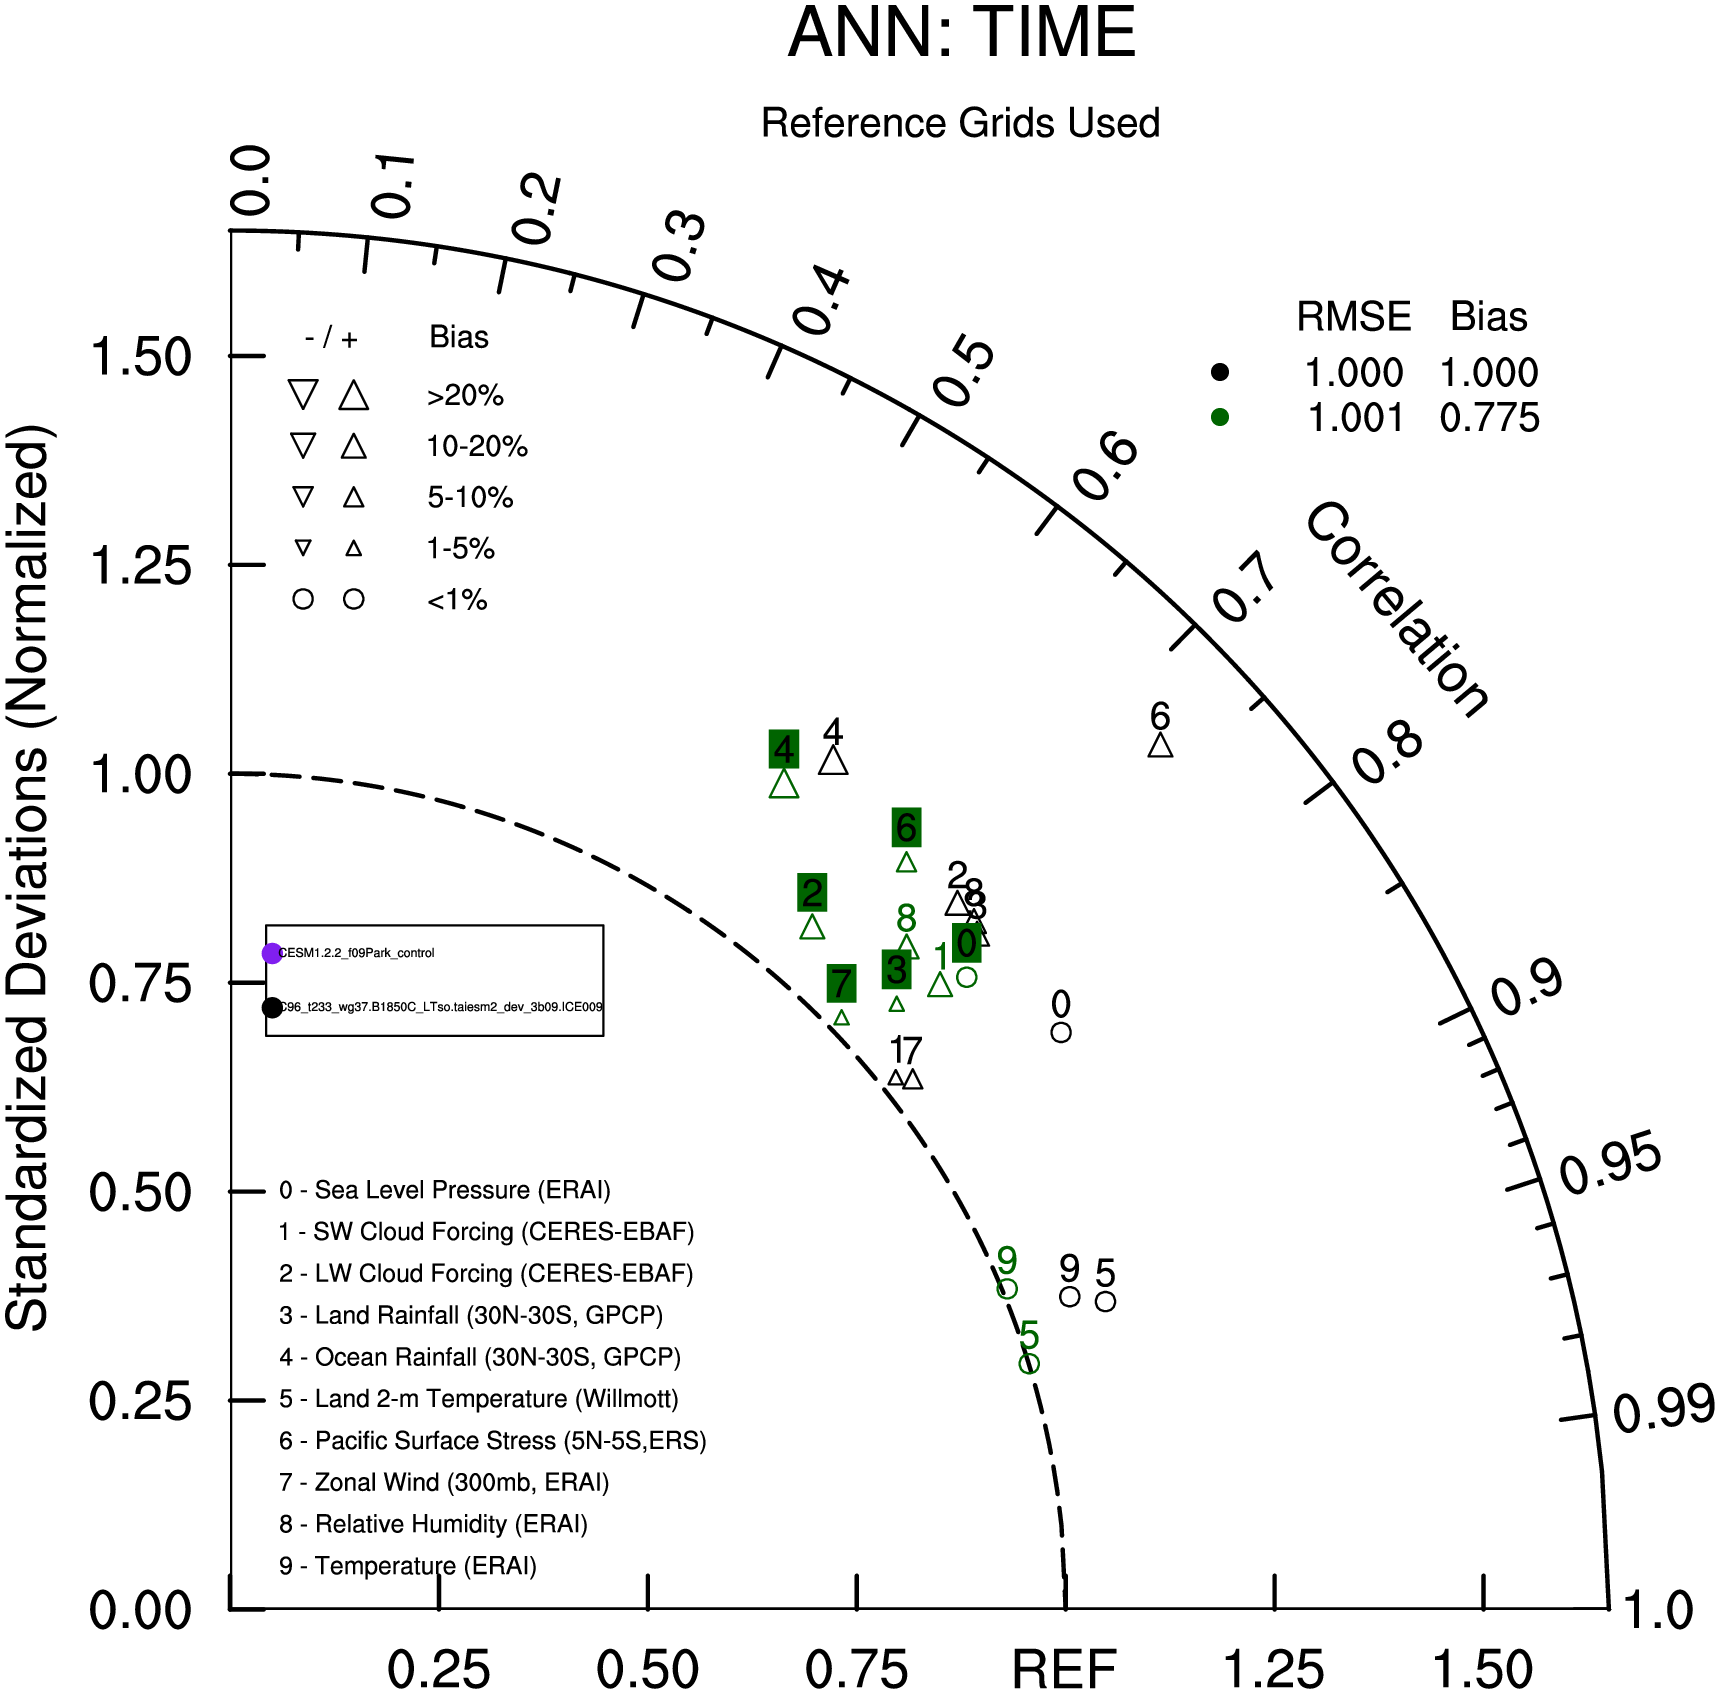 ANN: TIME
Reference Grids Used
0.0
0.1
0.2
0.3
0.4
0.5
0.6
0.7
0.8
0.9
0.95
0.99
1.0
Correlation
RMSE Bias
1.000 1.000
1.001 0.775
- / + Bias
>20%
10-20%
5-10%
1-5%
<1%
Standardized Deviations (Normalized)
1.50
1.25
1.00
0.75
0.50
0.25
0.00
4
4
6
6
2
2
8
8
3
0
1
3
7
0
1
7
9
9
5
5
CESM1.2.2_f09Park_control
C96_t233_wg37.B1850C_LTso.taiesm2_dev_3b09.ICE009
0 - Sea Level Pressure (ERAI)
1 - SW Cloud Forcing (CERES-EBAF)
2 - LW Cloud Forcing (CERES-EBAF)
3 - Land Rainfall (30N-30S, GPCP)
4 - Ocean Rainfall (30N-30S, GPCP)
5 - Land 2-m Temperature (Willmott)
6 - Pacific Surface Stress (5N-5S,ERS)
7 - Zonal Wind (300mb, ERAI)
8 - Relative Humidity (ERAI)
9 - Temperature (ERAI)
0.25 0.50 0.75 REF 1.25 1.50